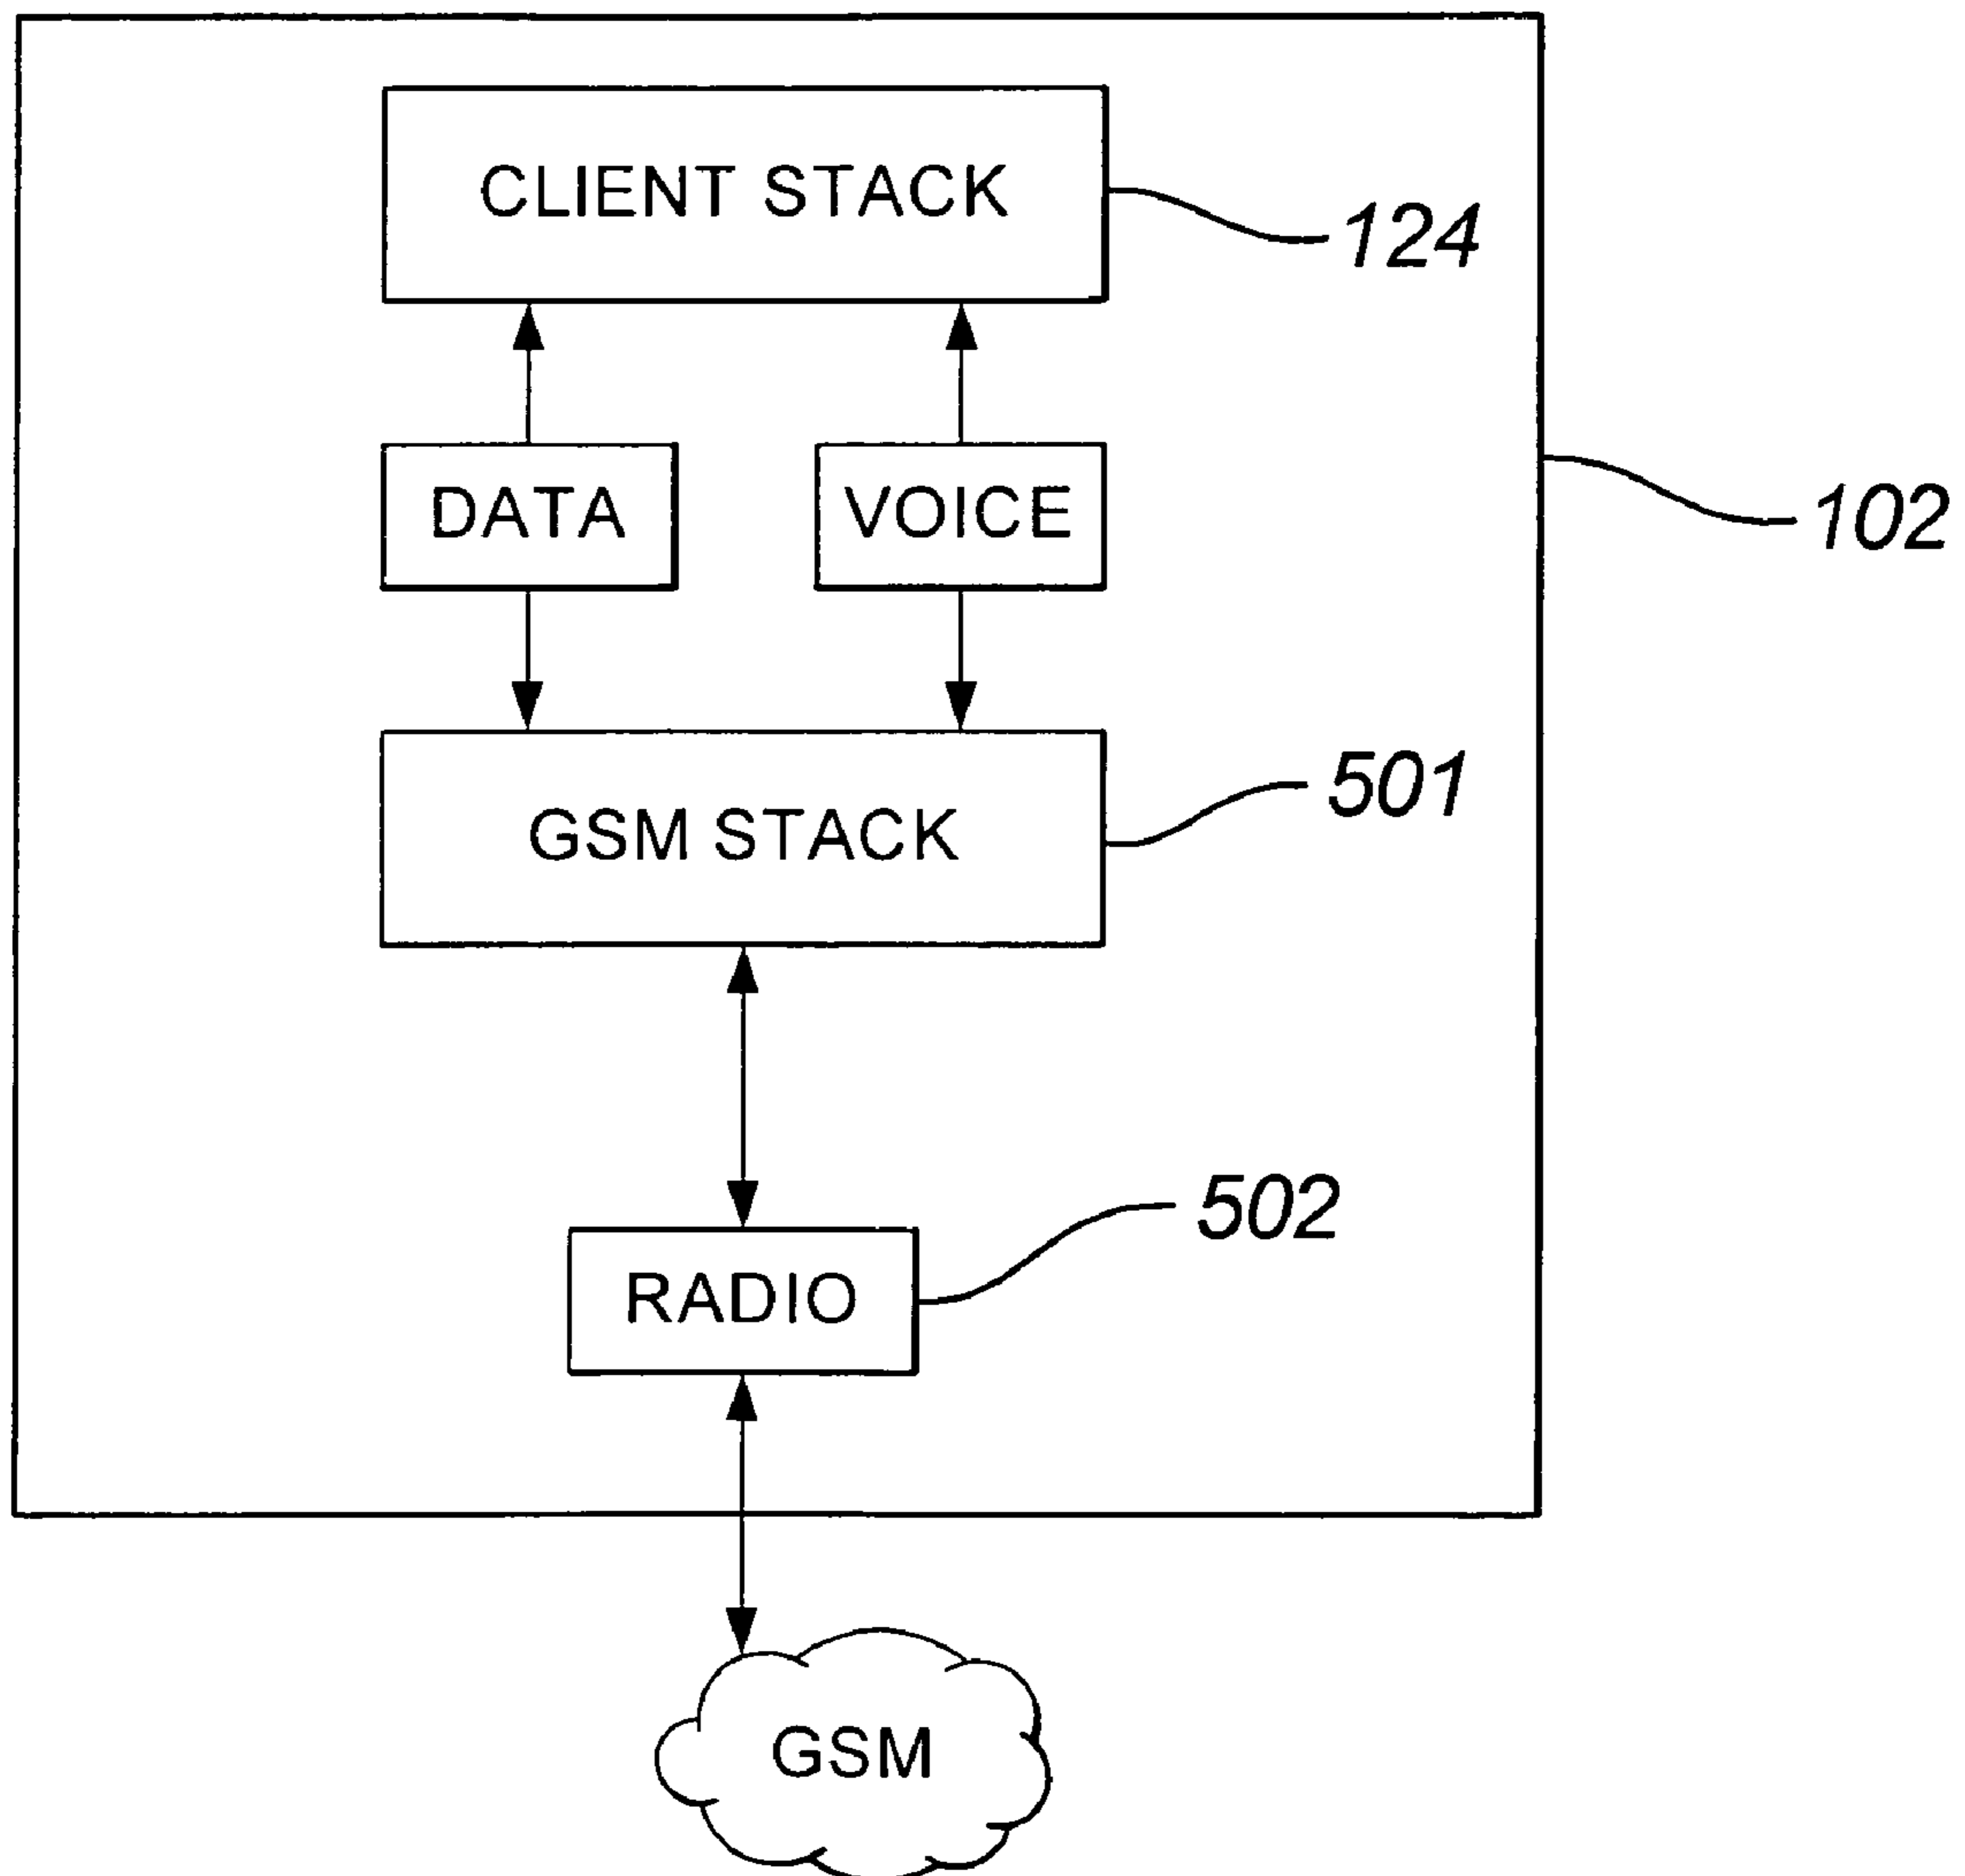 CLIENT STACK
124
DATA
VOICE
102
GSM STACK
501
502
RADIO
GSM